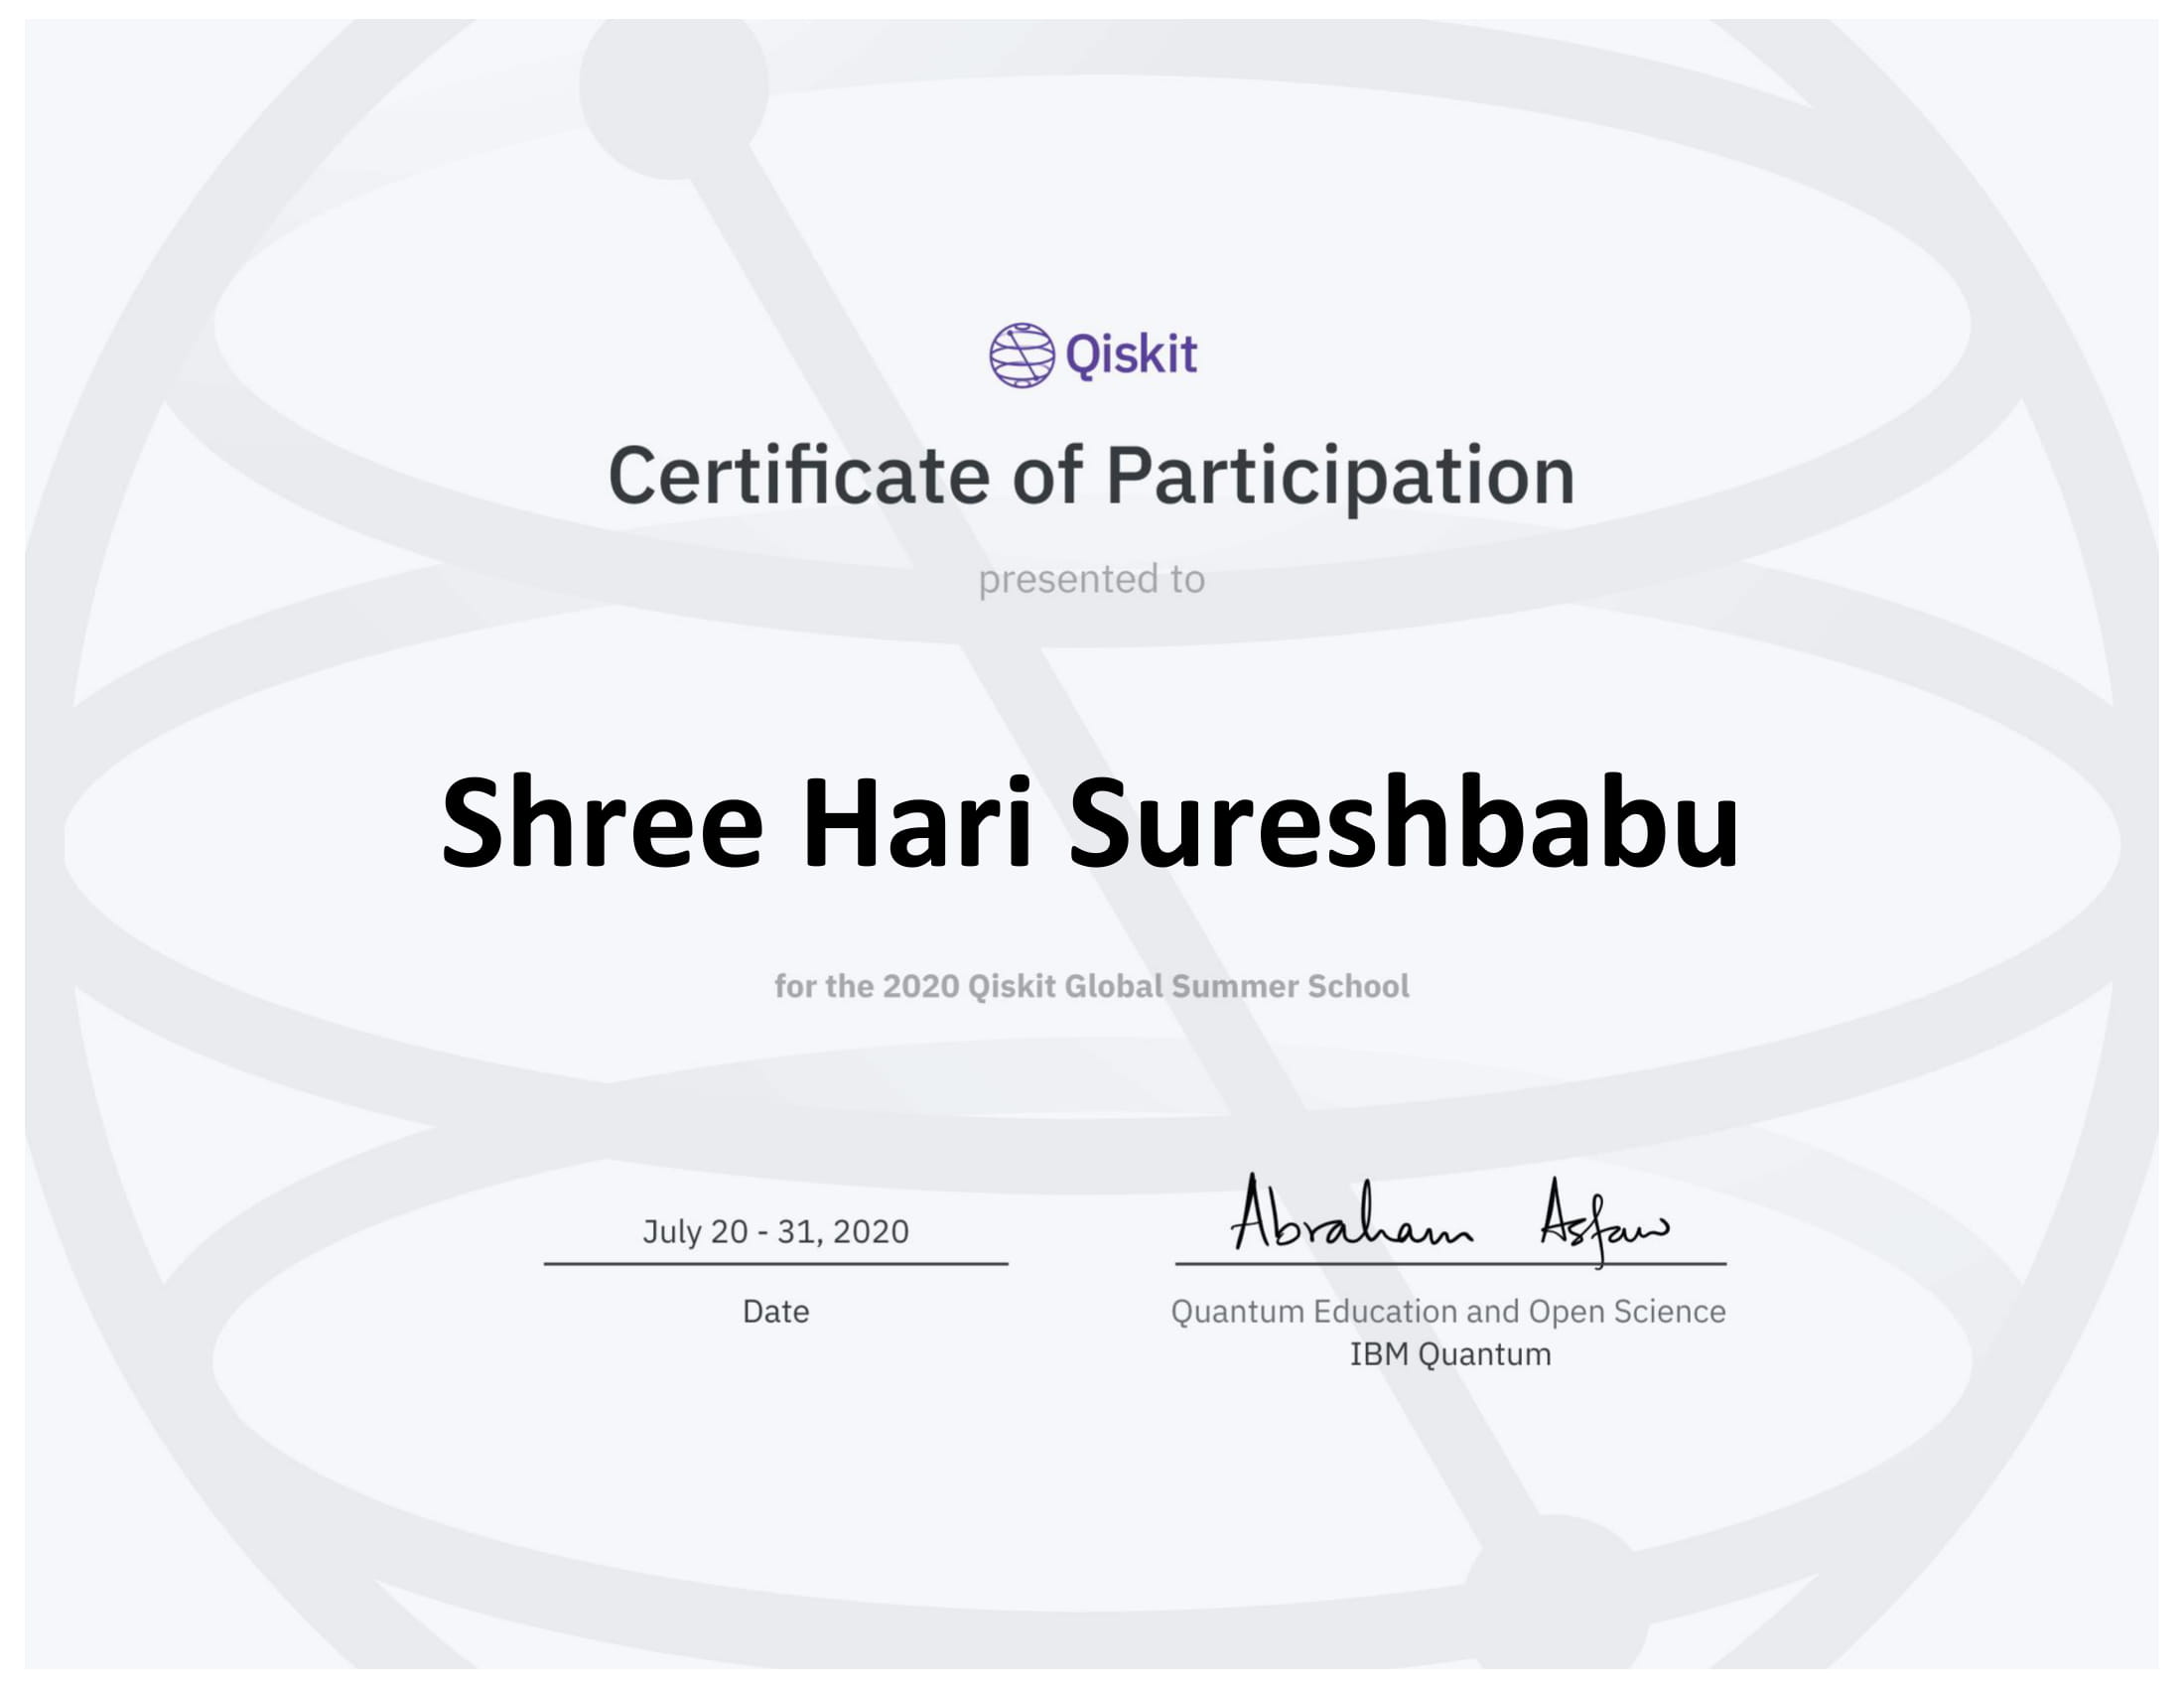 Qiskit
Certificate of Participation
presented to
Shree Hari Sureshbabu
for the 2020 Qiskit Global Summer School
July 20 - 31, 2020
Abraham Asfaw
Date
Quantum Education and Open Science
IBM Quantum